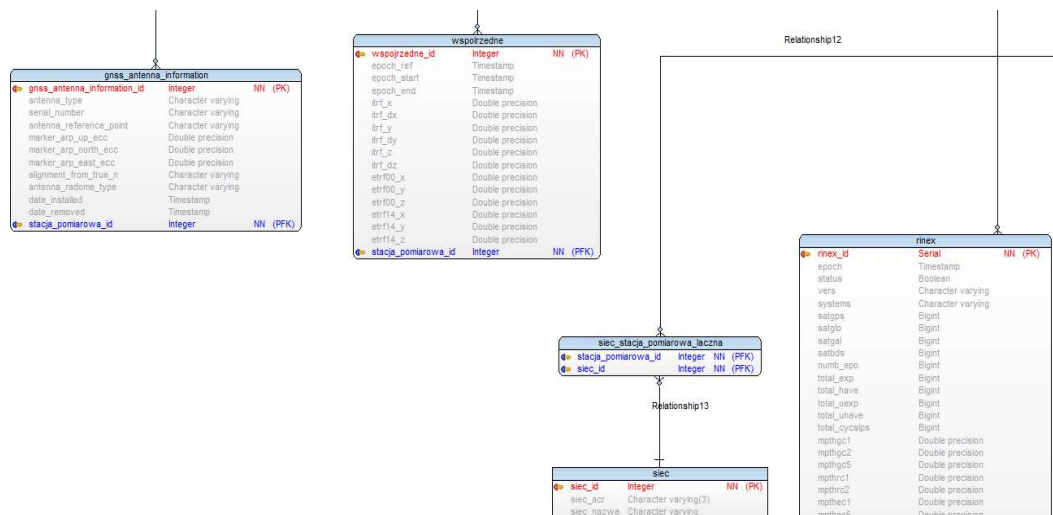 Relationship12
gnss_antenna_information
gnss_antenna_information_id Integer NN (PK)
antenna_type Character varying
serial_number Character varying
antenna_reference_point Character varying
marker_arp_up_ecc Double precision
marker_arp_north_ecc Double precision
marker_arp_east_ecc Double precision
alignment_from_true_n Character varying
antenna_radome_type Character varying
date_installed Timestamp
date_removed Timestamp
stacja_pomiarowa_id Integer NN (PFK)
wspolrzedne
wspojrzedne_id Integer NN (PK)
epoch_ref Timestamp
epoch_start Timestamp
epoch_end Timestamp
itrf_x Double precision
itrf_dx Double precision
itrf_y Double precision
itrf_dy Double precision
itrf_z Double precision
itrf_dz Double precision
etrf00_x Double precision
etrf00_y Double precision
etrf00_z Double precision
etrf14_x Double precision
etrf14_y Double precision
etrf14_z Double precision
stacja_pomiarowa_id Integer NN (PFK)
siec_stacja_pomiarowa_laczna
stacja_pomiarowa_id Integer NN (PFK)
siec_id Integer NN (PFK)
Relationship13
siec
siec_id Integer NN (PK)
siec_acr Character varying(3)
siec_nazwa Character varying
rinex
rinex_id Serial NN (PK)
epoch Timestamp
status Boolean
vers Character varying
systems Character varying
satgps Bigint
satglo Bigint
satgal Bigint
satbds Bigint
numb_epo Bigint
total_exp Bigint
total_have Bigint
total_uexp Bigint
total_uhave Bigint
total_cycslps Bigint
mpthgc1 Double precision
mpthgc2 Double precision
mpthgc5 Double precision
mpthrc1 Double precision
mpthrc2 Double precision
mpthec1 Double precision
mpthec5 Double precision